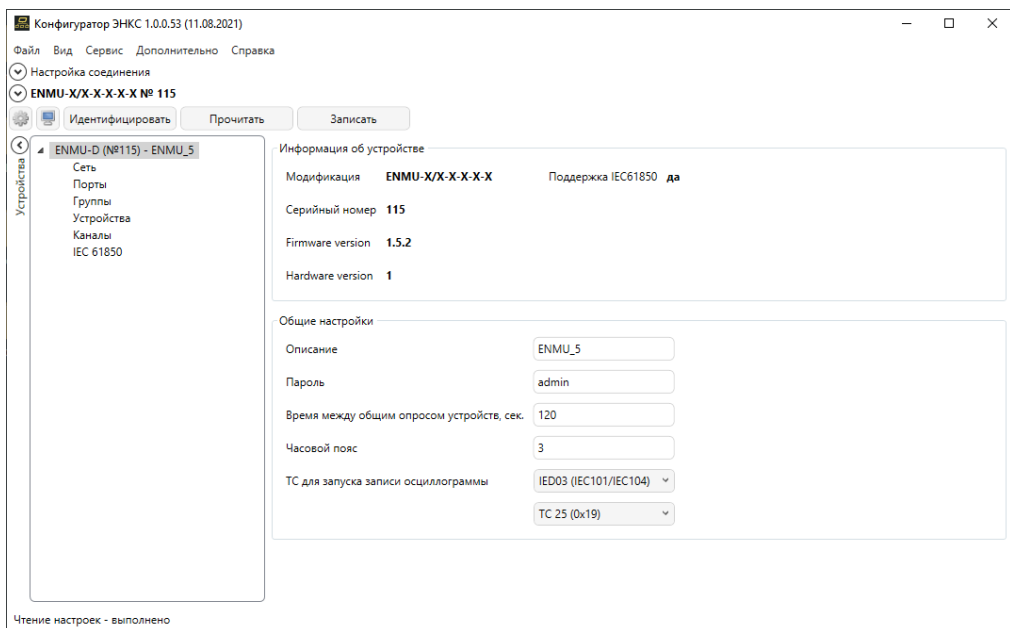 Конфигуратор ЭНКС 1.0.0.53 (11.08.2021)
Файл Вид Сервис Дополнительно Справка
Настройка соединения
ENMU-X/X-X-X-X-X № 115
Идентифицировать Прочитать Записать
Устройства
ENMU-D (№115) - ENMU_5
Сеть
Порты
Группы
Устройства
Каналы
IEC 61850
Информация об устройстве
Модификация ENMU-X/X-X-X-X-X Поддержка IEC61850 да
Серийный номер 115
Firmware version 1.5.2
Hardware version 1
Общие настройки
Описание ENMU_5
Пароль admin
Время между общим опросом устройств, сек. 120
Часовой пояс 3
ТС для запуска записи осциллограммы IED03 (IEC101/IEC104)
ТС 25 (0x19)
Чтение настроек - выполнено